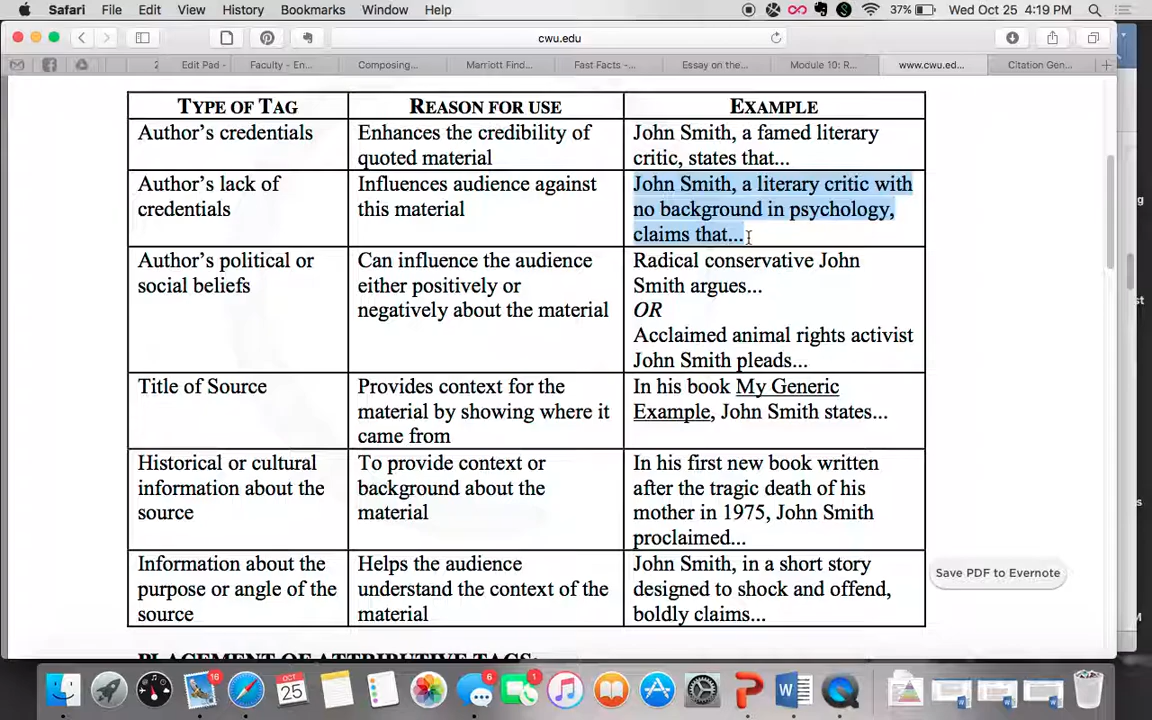 Safari File Edit View History Bookmarks Window Help 37% Wed Oct 25 4:19 PM
cwu.edu
2 Edit Pad - Faculty - En... Composing... Marriott Find... Fast Facts -... Essay on the... Module 10: R... www.cwu.ed... Citation Gen...
TYPE OF TAG REASON FOR USE EXAMPLE
Author's credentials Enhances the credibility of John Smith, a famed literary
quoted material critic, states that...
Author's lack of Influences audience against John Smith, a literary critic with
credentials this material no background in psychology,
claims that...
Author's political or Can influence the audience Radical conservative John
social beliefs either positively or Smith argues...
negatively about the material OR
Acclaimed animal rights activist
John Smith pleads...
Title of Source Provides context for the In his book My Generic
material by showing where it Example, John Smith states...
came from
Historical or cultural To provide context or In his first new book written
information about the background about the after the tragic death of his
source material mother in 1975, John Smith
proclaimed...
Information about the Helps the audience John Smith, in a short story
purpose or angle of the understand the context of the designed to shock and offend,
source material boldly claims...
Save PDF to Evernote
PLACEMENT OF ATTRIBUTIVE TAGS:
16 OCT 25 6 1